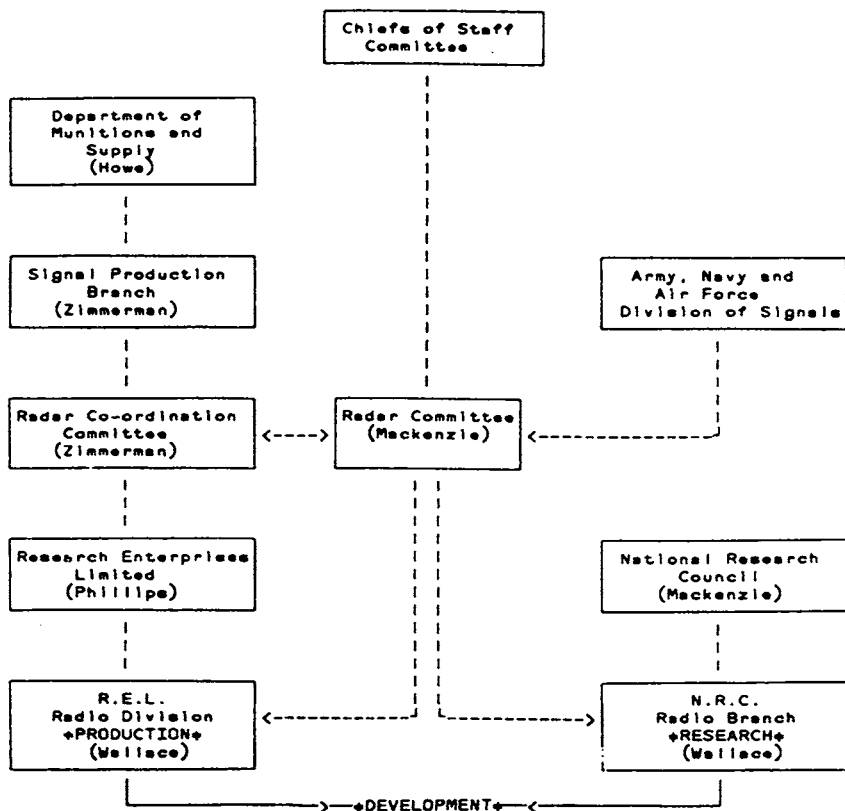 Chiefs of Staff
Committee
Department of
Munitions and
Supply
(Howe)
Signal Production
Branch
(Zimmerman)
Army, Navy and
Air Force
Division of Signals
Radar Co-ordination
Committee
(Zimmerman)
Radar Committee
(Mackenzie)
Research Enterprises
Limited
(Phillips)
National Research
Council
(Mackenzie)
R.E.L.
Radio Division
*PRODUCTION*
(Wallace)
N.R.C.
Radio Branch
*RESEARCH*
(Wallace)
*DEVELOPMENT*